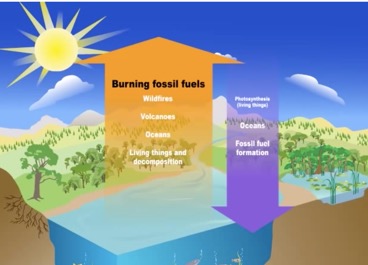 Burning fossil fuels
Wildfires
Volcanoes
Oceans
Living things and
decomposition
Photosynthesis
(living things)
Oceans
Fossil fuel
formation